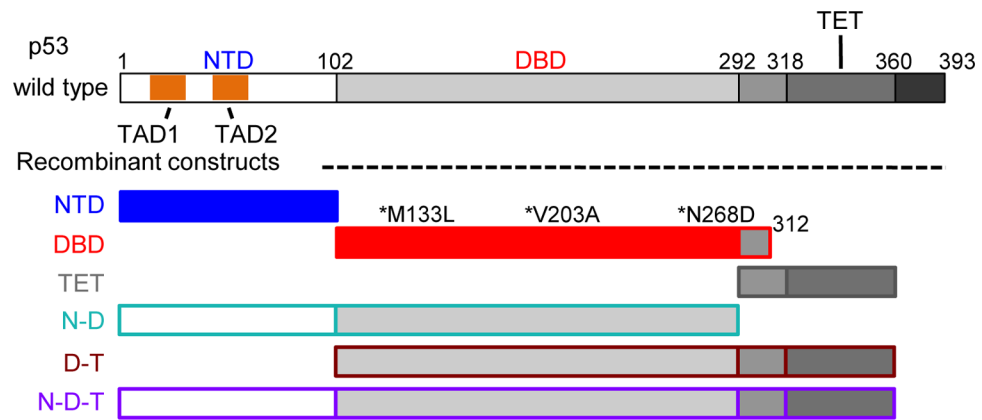 TET
p53
1 NTD 102 DBD 292 318 360 393
wild type
TAD1 TAD2
Recombinant constructs
NTD
*M133L *V203A *N268D 312
DBD
TET
N-D
D-T
N-D-T